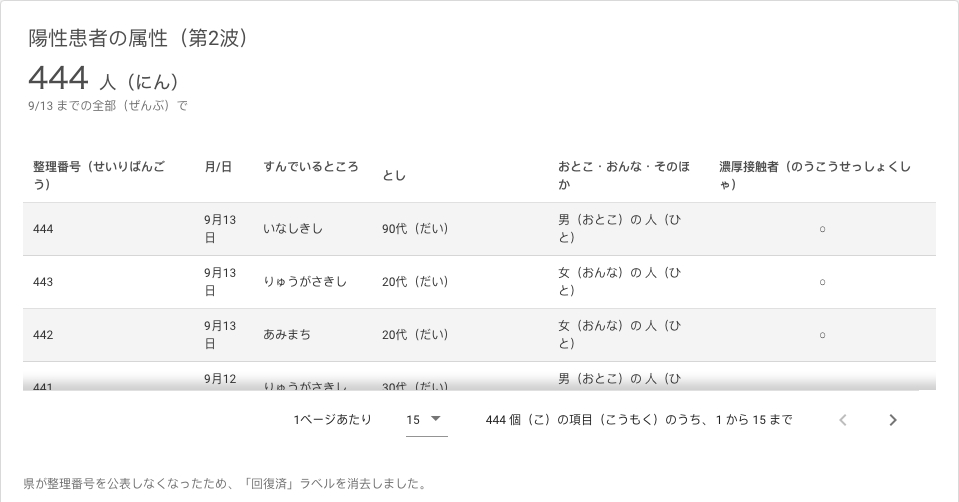 陽性患者の属性（第2波）
444 人（にん）
9/13 までの全部（ぜんぶ）で
整理番号（せいりばんごう） 月/日 すんでいるところ とし おとこ・おんな・そのほか 濃厚接触者（のうこうせっしょくしゃ）
444 9月13日 いなしきし 90代（だい） 男（おとこ）の 人（ひと） ○
443 9月13日 りゅうがさきし 20代（だい） 女（おんな）の 人（ひと） ○
442 9月13日 あみまち 20代（だい） 女（おんな）の 人（ひと） ○
441 9月12 りゅうがさきし 30代（だい） 男（おとこ）の 人（ひ
1ページあたり 15 444 個（こ）の項目（こうもく）のうち、1 から 15 まで
県が整理番号を公表しなくなったため、「回復済」ラベルを消去しました。